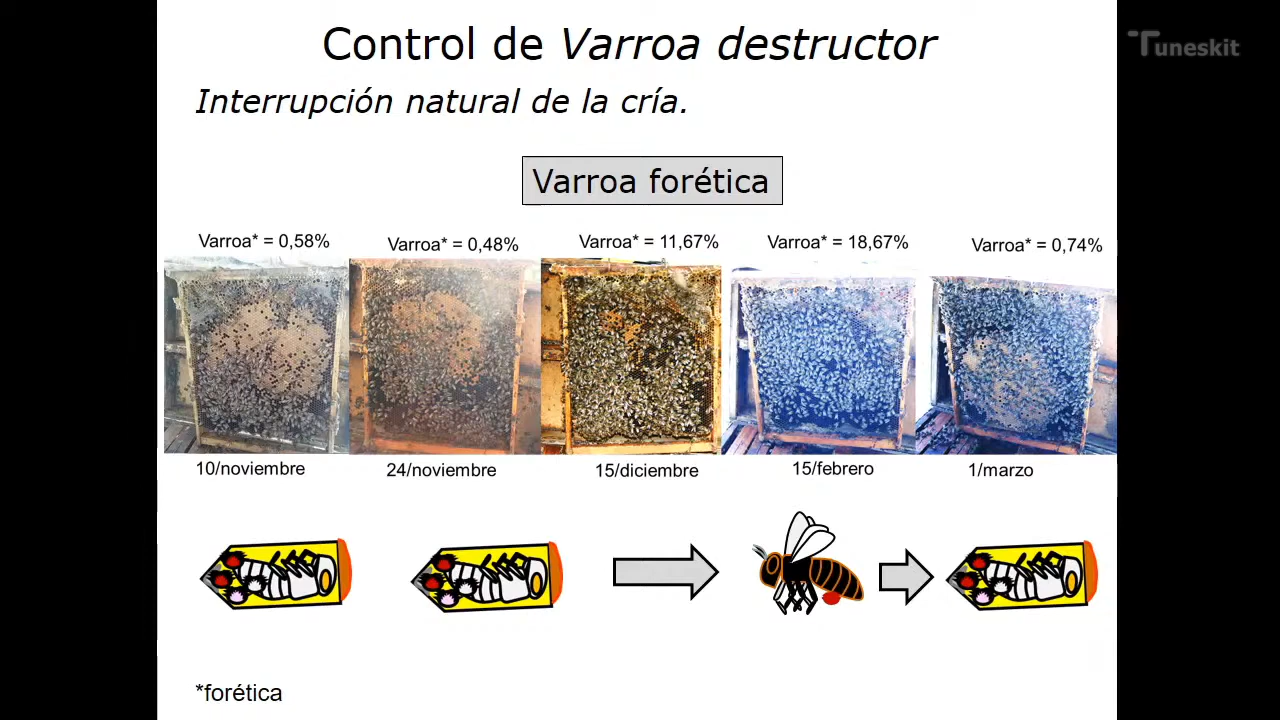 Control de Varroa destructor
Tuneskit
Interrupción natural de la cría.
Varroa forética
Varroa* = 0,58%
Varroa* = 0,48%
Varroa* = 11,67%
Varroa* = 18,67%
Varroa* = 0,74%
10/noviembre
24/noviembre
15/diciembre
15/febrero
1/marzo
*forética